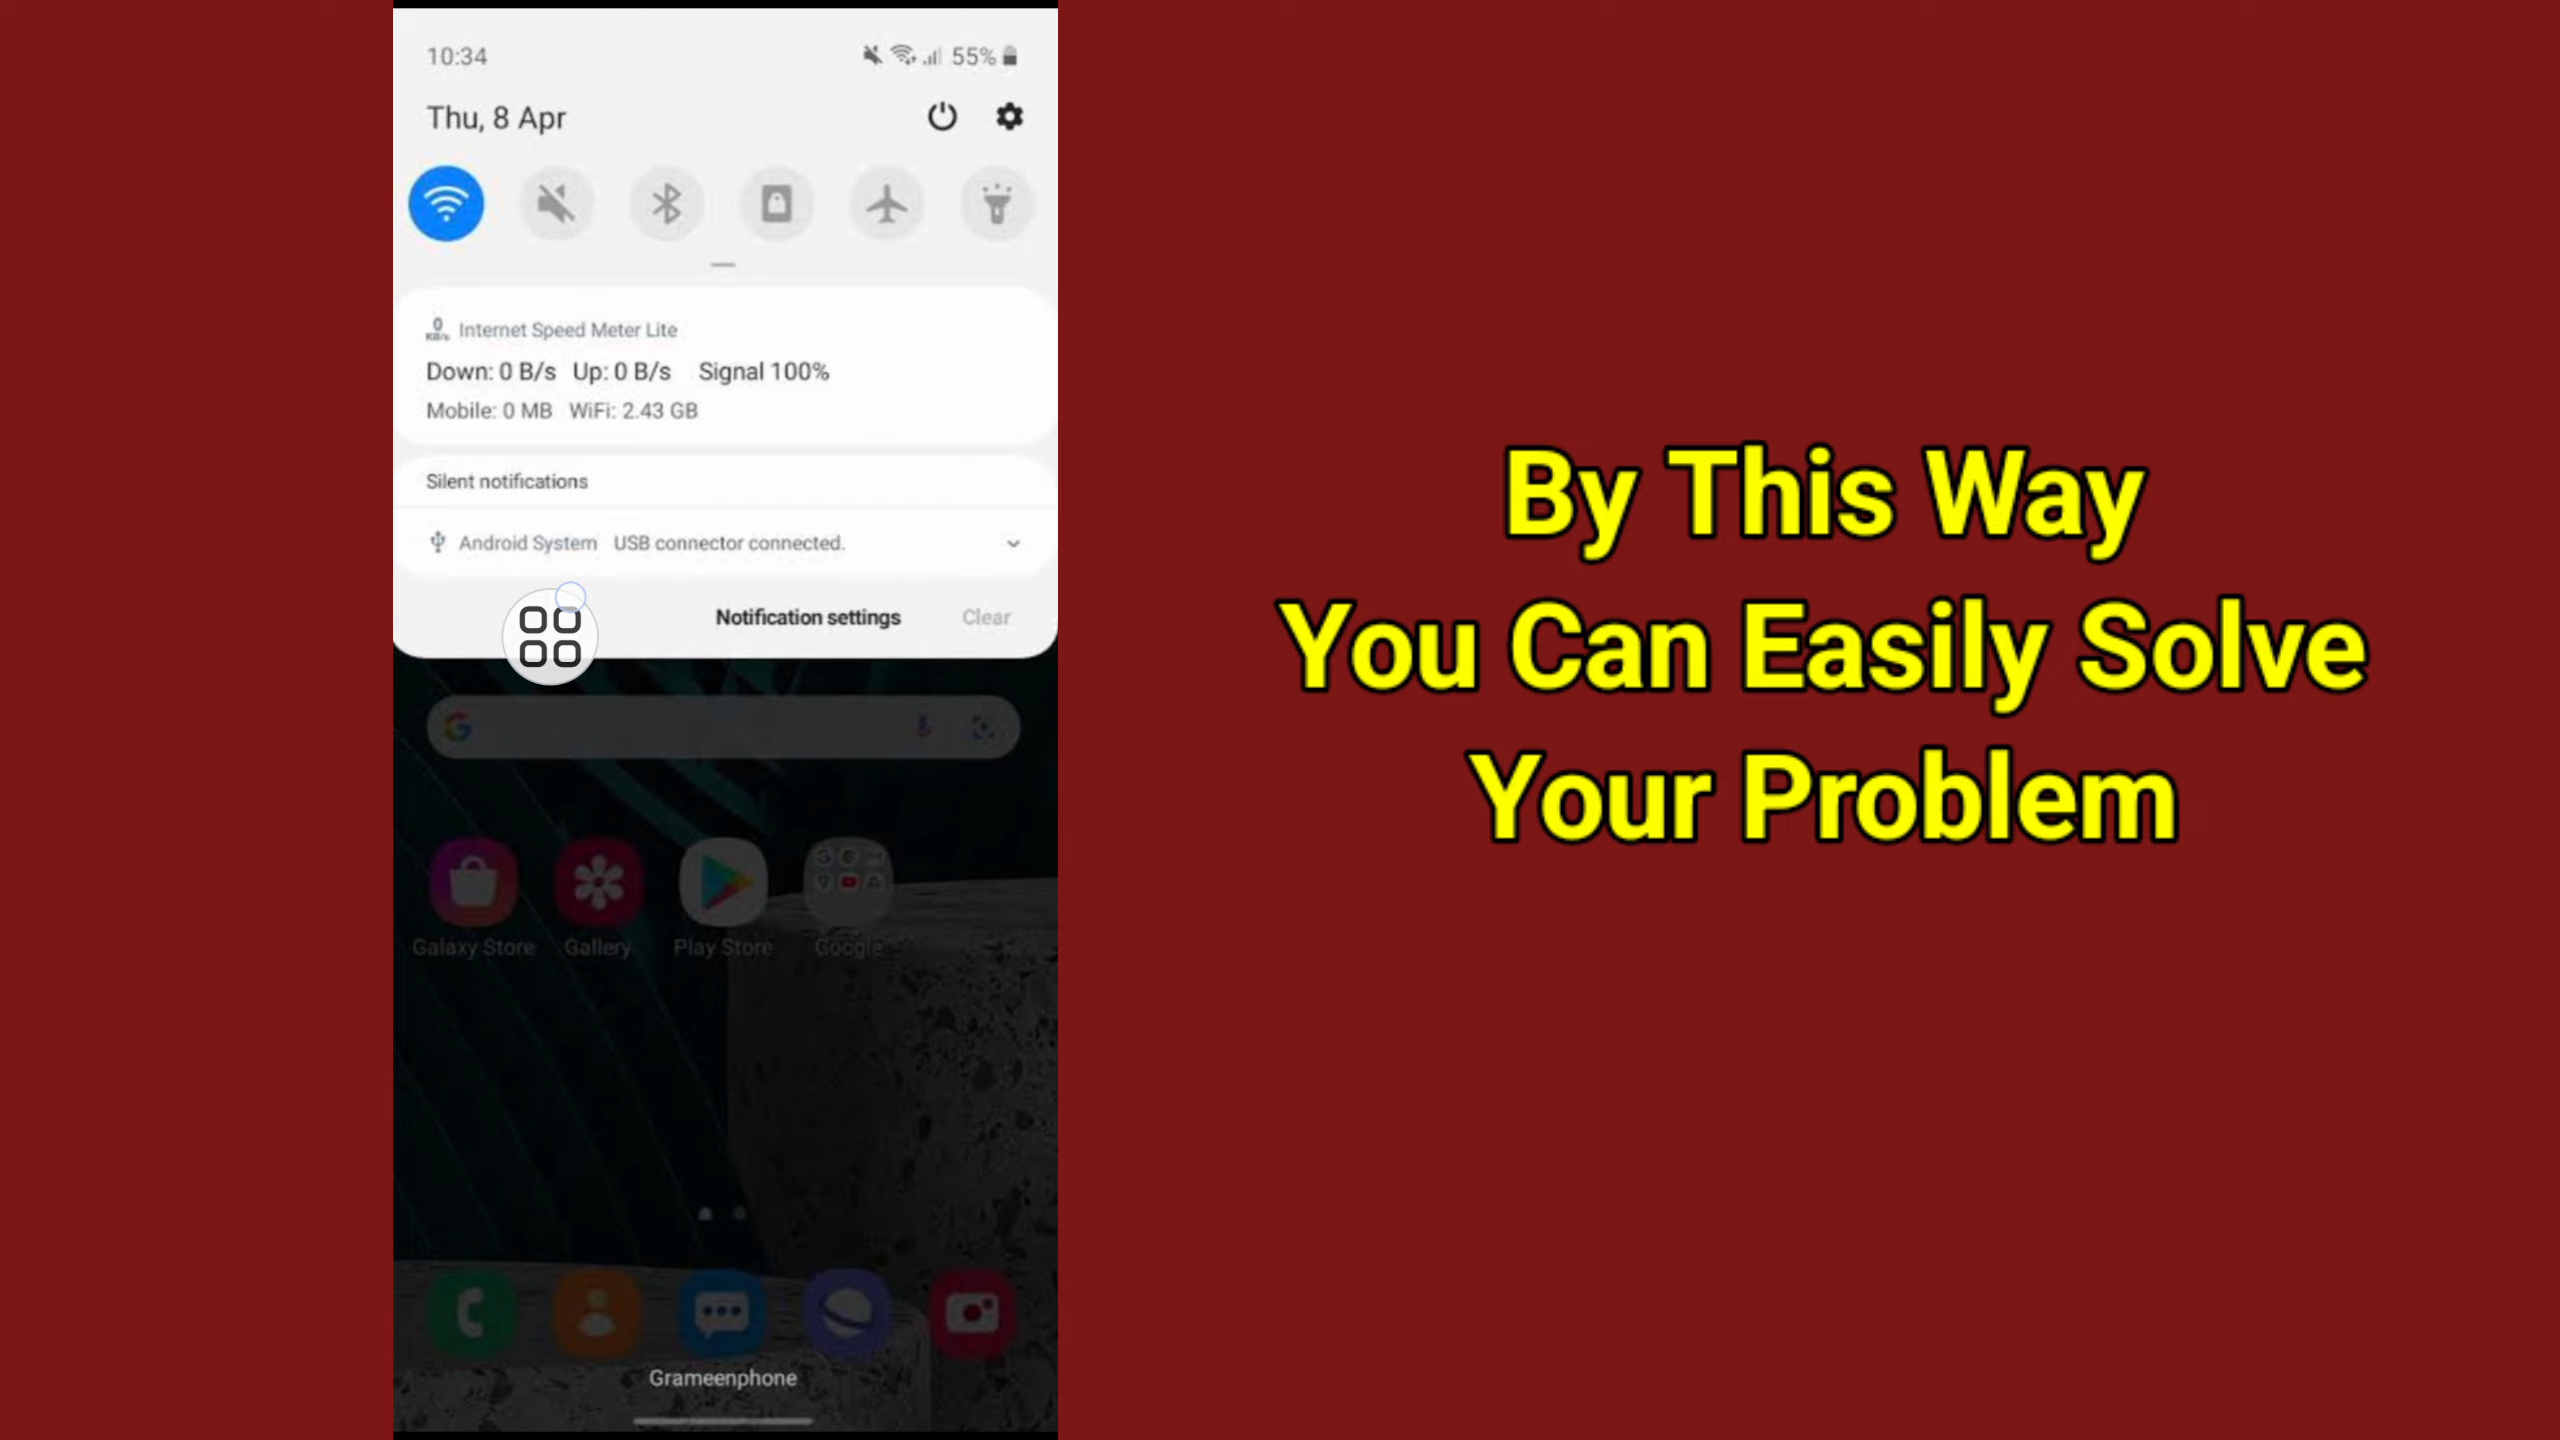 10:34
55%
Thu, 8 Apr
0
KB/s
Internet Speed Meter Lite
Down: 0 B/s Up: 0 B/s Signal 100%
Mobile: 0 MB WiFi: 2.43 GB
Silent notifications
Android System USB connector connected.
Notification settings Clear
Galaxy Store Gallery Play Store Google
Grameenphone
By This Way
You Can Easily Solve
Your Problem